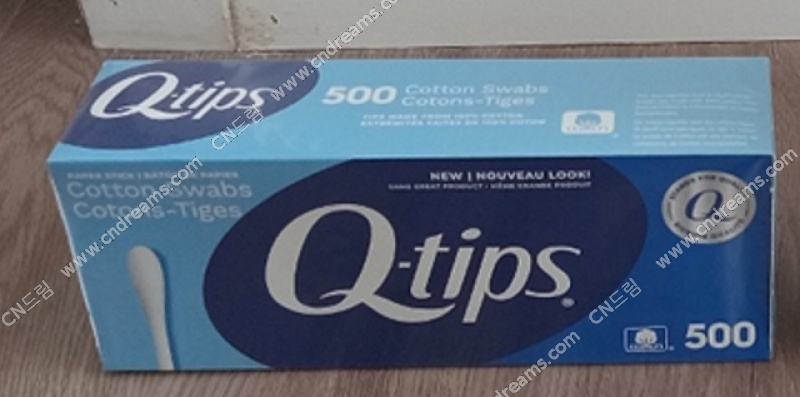 Q-tips
500 Cotton Swabs
Cotons-Tiges
TIPS MADE FROM 100% COTTON
EXTRÉMITÉS FAITES DE 100% COTON
PAPER STICK | BÂTONNET EN PAPIER
Cotton Swabs
Cotons-Tiges
NEW | NOUVEAU LOOK!
SAME GREAT PRODUCT • MÊME GRANDE PRODUIT
Q-tips®
Q
500
CN드림 www.cndreams.com